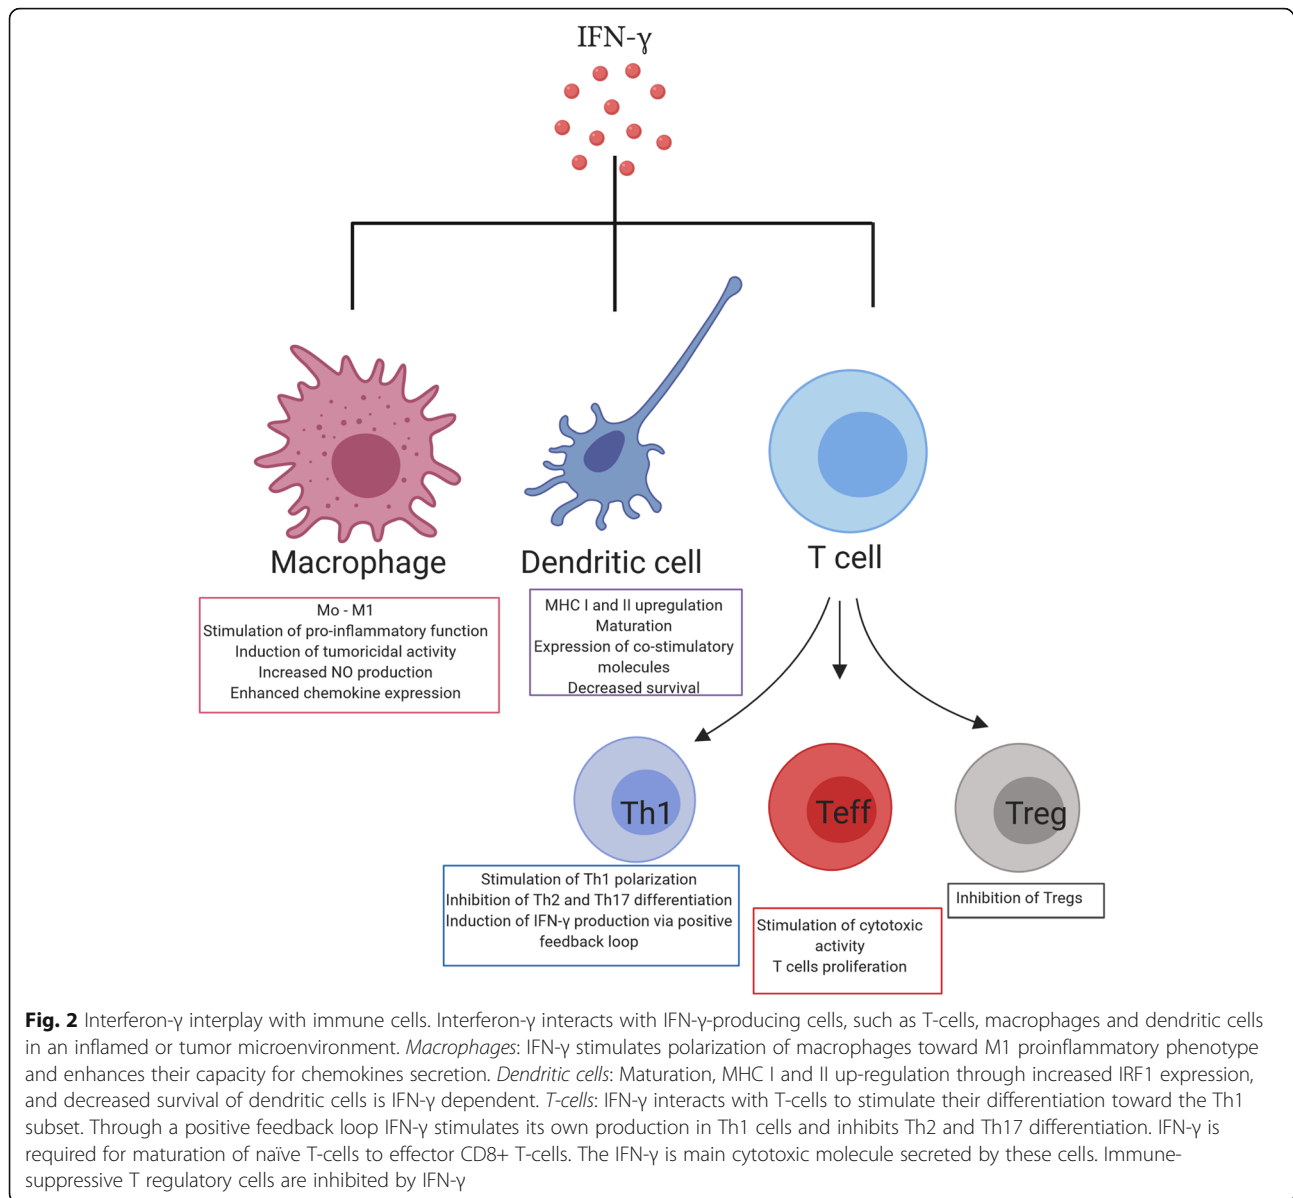 IFN-γ
Macrophage
Mo - M1
Stimulation of pro-inflammatory function
Induction of tumoricidal activity
Increased NO production
Enhanced chemokine expression
Dendritic cell
MHC I and II upregulation
Maturation
Expression of co-stimulatory
molecules
Decreased survival
T cell
Th1
Stimulation of Th1 polarization
Inhibition of Th2 and Th17 differentiation
Induction of IFN-γ production via positive
feedback loop
Teff
Stimulation of cytotoxic
activity
T cells proliferation
Treg
Inhibition of Tregs
Fig. 2 Interferon-γ interplay with immune cells. Interferon-γ interacts with IFN-γ-producing cells, such as T-cells, macrophages and dendritic cells
in an inflamed or tumor microenvironment. Macrophages: IFN-γ stimulates polarization of macrophages toward M1 proinflammatory phenotype
and enhances their capacity for chemokines secretion. Dendritic cells: Maturation, MHC I and II up-regulation through increased IRF1 expression,
and decreased survival of dendritic cells is IFN-γ dependent. T-cells: IFN-γ interacts with T-cells to stimulate their differentiation toward the Th1
subset. Through a positive feedback loop IFN-γ stimulates its own production in Th1 cells and inhibits Th2 and Th17 differentiation. IFN-γ is
required for maturation of naïve T-cells to effector CD8+ T-cells. The IFN-γ is main cytotoxic molecule secreted by these cells. Immune-
suppressive T regulatory cells are inhibited by IFN-γ